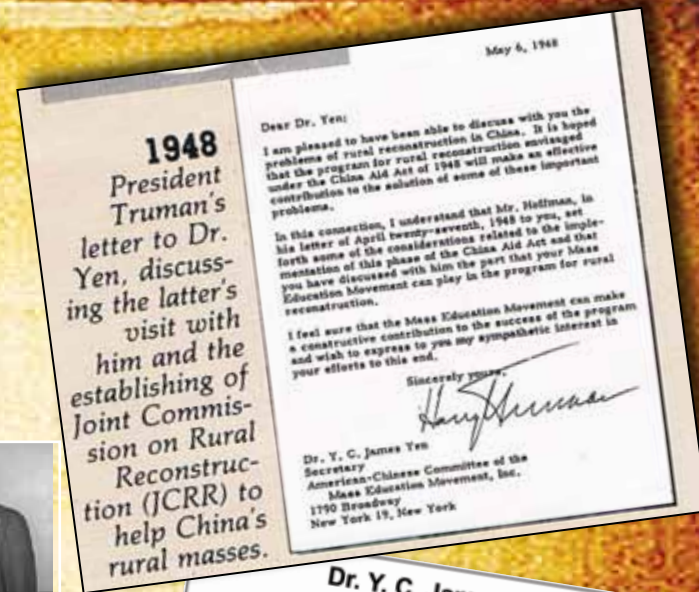 1948
President
Truman's
letter to Dr.
Yen, discuss-
ing the latter's
visit with
him and the
establishing of
Joint Commis-
sion on Rural
Reconstruc-
tion (JCRR) to
help China's
rural masses.
May 6, 1948
Dear Dr. Yen:
I am pleased to have been able to discuss with you the
problems of rural reconstruction in China. It is hoped
that the program for rural reconstruction envisaged
under the China Aid Act of 1948 will make an effective
contribution to the solution of some of these important
problems.
In this connection, I understand that Mr. Hoffman, in
his letter of April twenty-seventh, 1948 to you, set
forth some of the considerations related to the imple-
mentation of this phase of the China Aid Act and that
you have discussed with him the part that your Mass
Education Movement can play in the program for rural
reconstruction.
I feel sure that the Mass Education Movement can make
a constructive contribution to the success of the program
and wish to express to you my sympathetic interest in
your efforts to this end.
Sincerely yours,
Harry Truman
Dr. Y. C. James Yen
Secretary
American-Chinese Committee of the
Mass Education Movement, Inc.
1790 Broadway
New York 19, New York
Dr. Y. C.